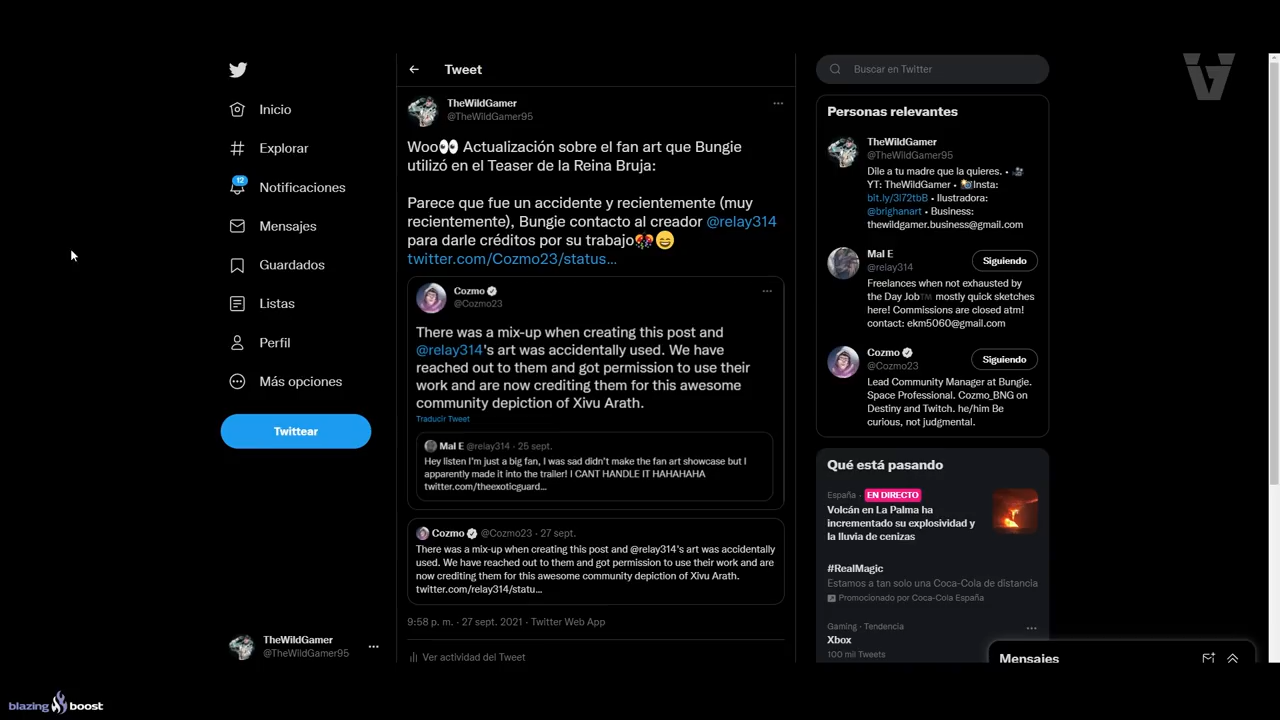 Tweet
Buscar en Twitter
Inicio
Explorar
12
Notificaciones
Mensajes
Guardados
Listas
Perfil
Más opciones
Twittear
TheWildGamer
@TheWildGamer95
TheWildGamer
@TheWildGamer95
Woo👀 Actualización sobre el fan art que Bungie
utilizó en el Teaser de la Reina Bruja:
Parece que fue un accidente y recientemente (muy
recientemente), Bungie contacto al creador @relay314
para darle créditos por su trabajo
twitter.com/Cozmo23/status...
Cozmo
@Cozmo23
There was a mix-up when creating this post and
@relay314's art was accidentally used. We have
reached out to them and got permission to use their
work and are now crediting them for this awesome
community depiction of Xivu Arath.
Traducir Tweet
Mal E @relay314 · 25 sept.
Hey listen I'm just a big fan, I was sad didn't make the fan art showcase but I
apparently made it into the trailer! I CANT HANDLE IT HAHAHAHA
twitter.com/theexoticguard...
Cozmo @Cozmo23 · 27 sept.
There was a mix-up when creating this post and @relay314's art was accidentally
used. We have reached out to them and got permission to use their work and are
now crediting them for this awesome community depiction of Xivu Arath.
twitter.com/relay314/statu...
9:58 p. m. · 27 sept. 2021 · Twitter Web App
Ver actividad del Tweet
Personas relevantes
TheWildGamer
@TheWildGamer95
Dile a tu madre que la quieres. •
YT: TheWildGamer • Insta:
bit.ly/3l72tbB • Ilustradora:
@brighanart • Business:
thewildgamer.business@gmail.com
Mal E
@relay314
Siguiendo
Freelances when not exhausted by
the Day Job™ mostly quick sketches
here! Commissions are closed atm!
contact: ekm5060@gmail.com
Cozmo
@Cozmo23
Siguiendo
Lead Community Manager at Bungie.
Space Professional. Cozmo_BNG on
Destiny and Twitch. he/him Be
curious, not judgmental.
Qué está pasando
España · EN DIRECTO
Volcán en La Palma ha
incrementado su explosividad y
la lluvia de cenizas
#RealMagic
Estamos a tan solo una Coca-Cola de distancia
Promocionado por Coca-Cola España
Gaming · Tendencia
Xbox
100 mil Tweets
Mensajes
blazing boost